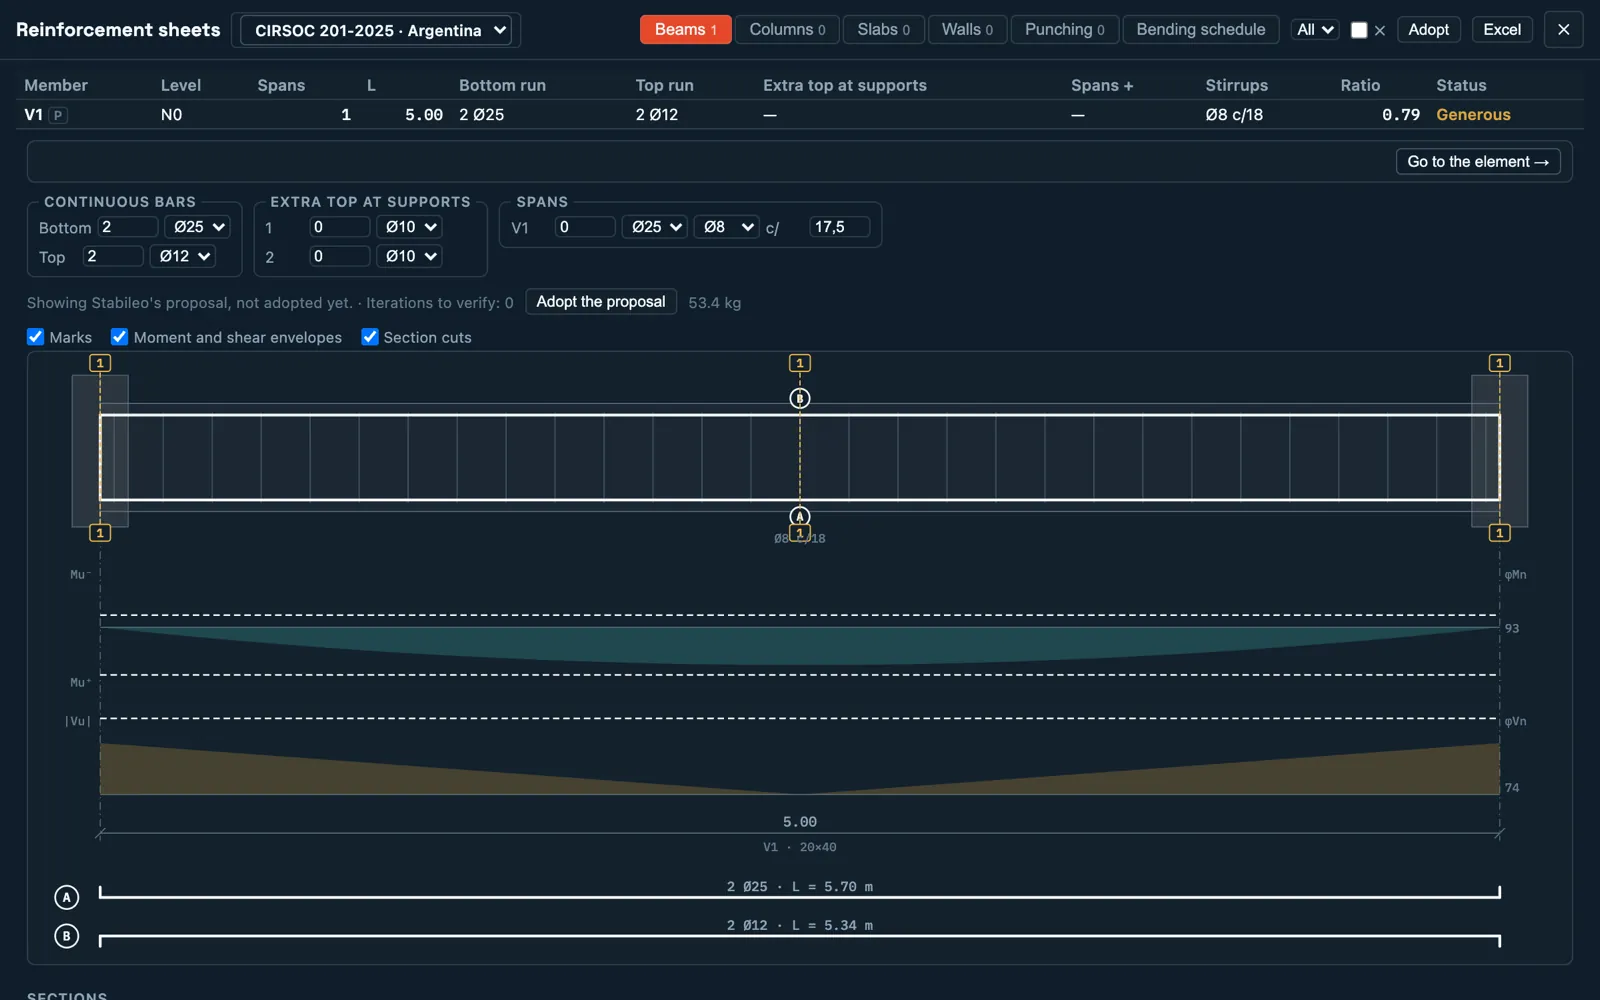 Reinforcement sheets CIRSOC 201-2025 · Argentina Beams 1 Columns 0 Slabs 0 Walls 0 Punching 0 Bending schedule All × Adopt Excel ×
Member Level Spans L Bottom run Top run Extra top at supports Spans + Stirrups Ratio Status
V1 P N0 1 5.00 2 Ø25 2 Ø12 — — Ø8 c/18 0.79 Generous
Go to the element →
CONTINUOUS BARS EXTRA TOP AT SUPPORTS SPANS
Bottom 2 Ø25 1 0 Ø10 V1 0 Ø25 Ø8 c/ 17,5
Top 2 Ø12 2 0 Ø10
Showing Stabileo's proposal, not adopted yet. · Iterations to verify: 0 Adopt the proposal 53.4 kg
Marks Moment and shear envelopes Section cuts
1 1 1
B
A
1 1 1
Ø8 c/18
Mu⁻ φMn
93
Mu⁺
|Vu| φVn
74
5.00
V1 · 20×40
2 Ø25 · L = 5.70 m
A
2 Ø12 · L = 5.34 m
B
SECTIONS